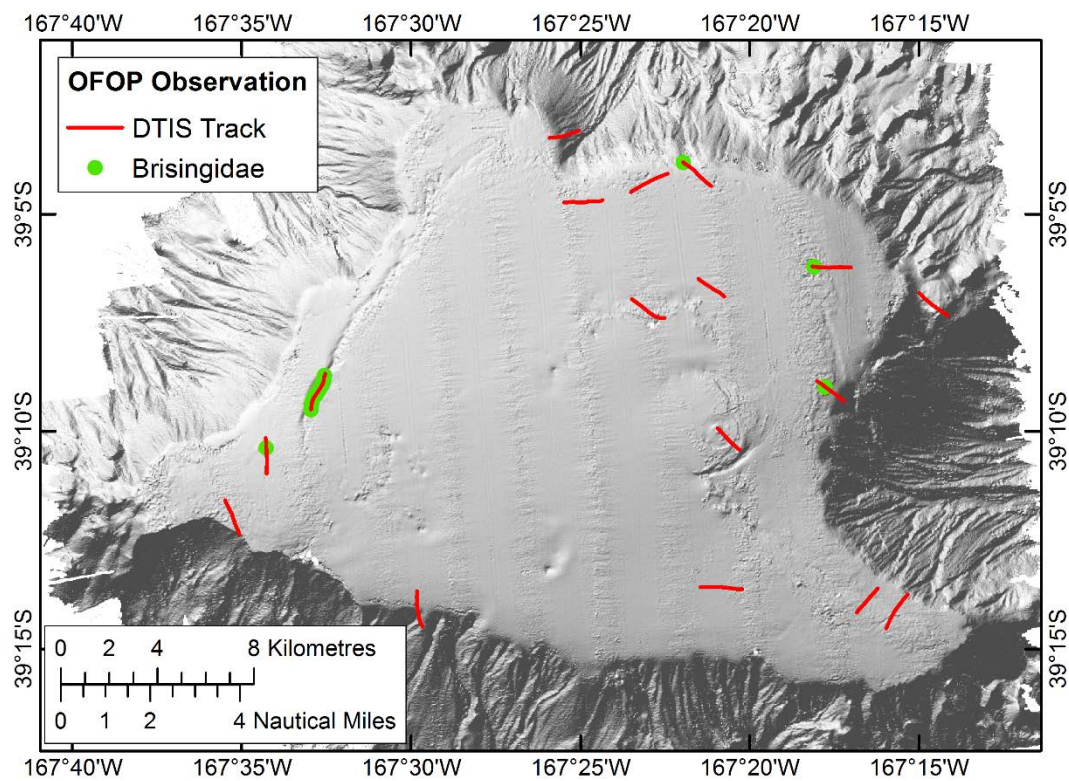 167°40'W 167°35'W 167°30'W 167°25'W 167°20'W 167°15'W
OFOP Observation
DTIS Track
Brisingidae
39°5'S 39°5'S
39°10'S 39°10'S
39°15'S 39°15'S
0 2 4 8 Kilometres
0 1 2 4 Nautical Miles
167°40'W 167°35'W 167°30'W 167°25'W 167°20'W 167°15'W